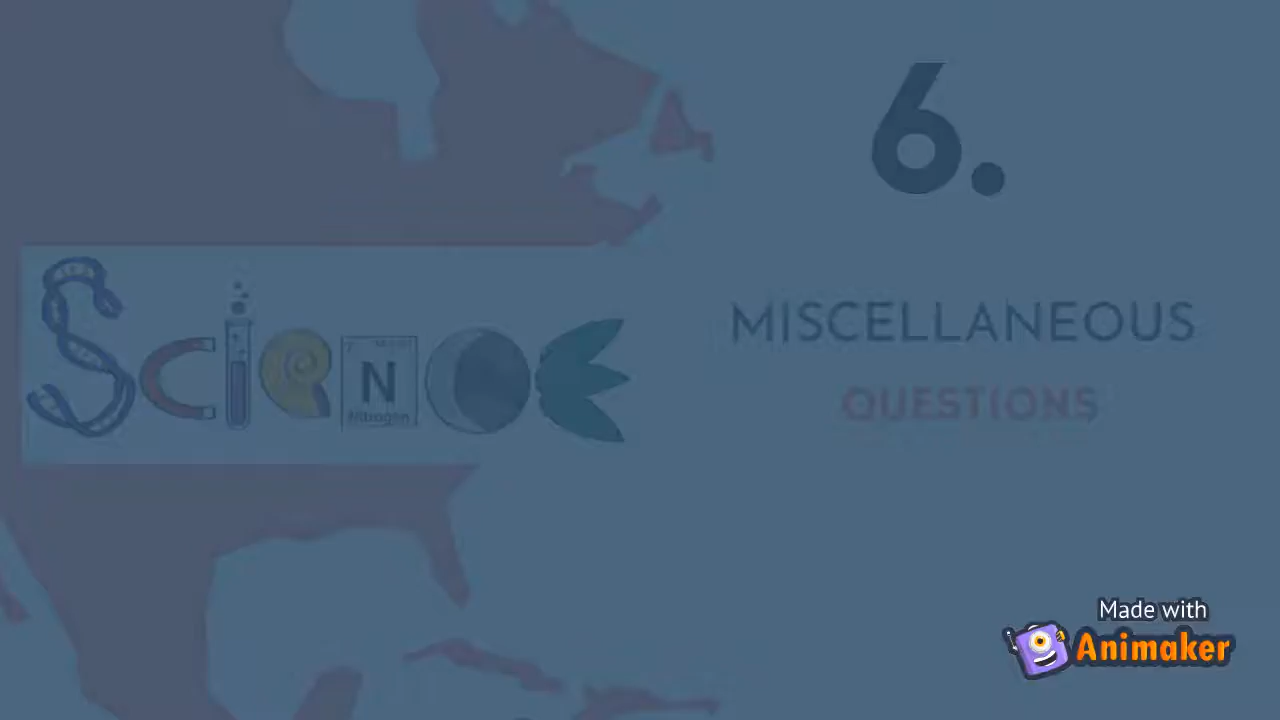 6.
Science
N
Nitrogen
MISCELLANEOUS
QUESTIONS
Made with
Animaker